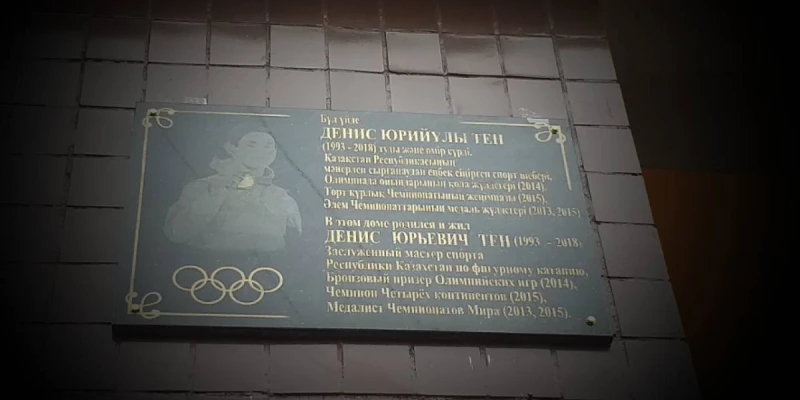 Бұл үйде
ДЕНИС ЮРИЙҰЛЫ ТЕН
(1993 - 2018) туды және өмір сүрді.
Қазақстан Республикасының
мәнерлеп сырғанаудан еңбек сіңірген спорт шебері,
Олимпиада ойындарының қола жүлдегері (2014),
Төрт құрлық Чемпионатының жеңімпазы (2015),
Әлем Чемпионаттарының медаль жүлдегері (2013, 2015)
В этом доме родился и жил
ДЕНИС ЮРЬЕВИЧ ТЕН (1993 - 2018)
Заслуженный мастер спорта
Республики Казахстан по фигурному катанию,
Бронзовый призер Олимпийских игр (2014),
Чемпион Четырёх континентов (2015),
Медалист Чемпионатов Мира (2013, 2015).